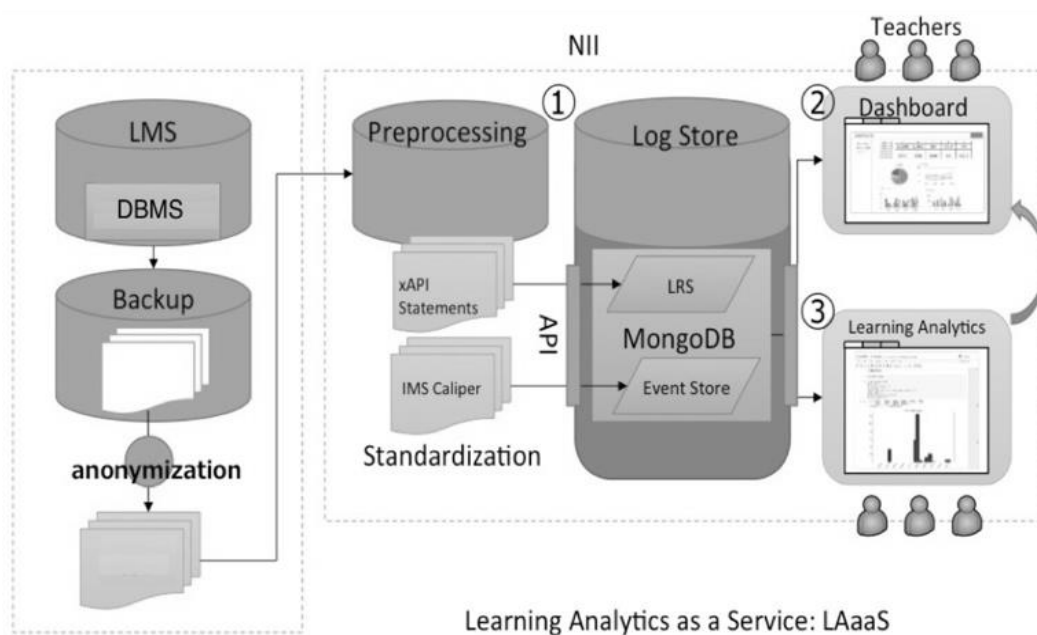 Teachers
NII
LMS
DBMS
Backup
anonymization
①
Preprocessing
xAPI
Statements
IMS Caliper
Standardization
API
Log Store
LRS
MongoDB
Event Store
②
Dashboard
③
Learning Analytics
Learning Analytics as a Service: LAaaS